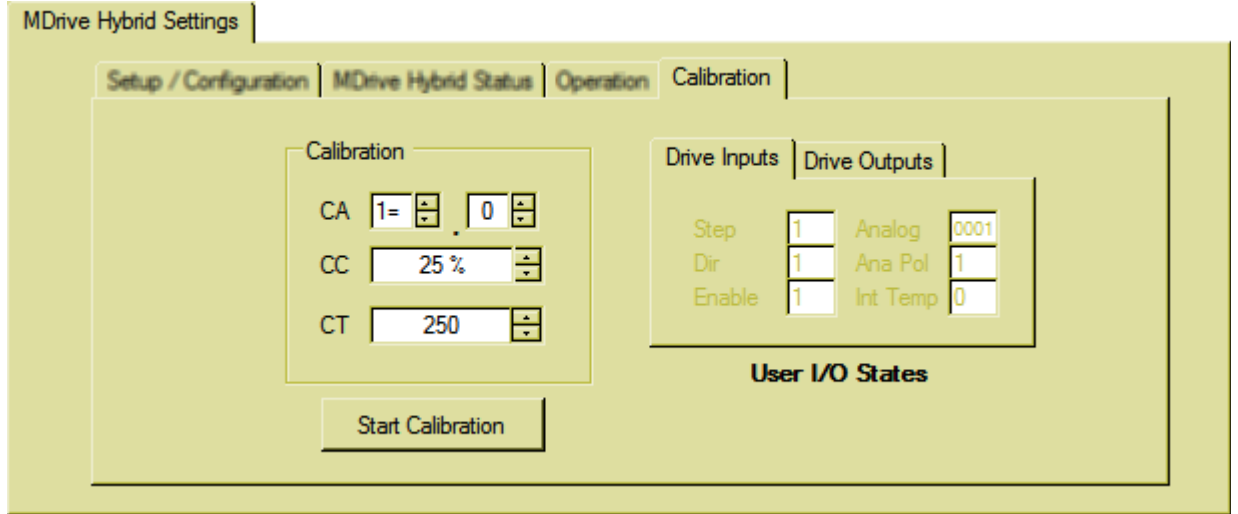 MDrive Hybrid Settings
Setup / Configuration MDrive Hybrid Status Operation Calibration
Calibration
CA 1= . 0
CC 25 %
CT 250
Start Calibration
Drive Inputs Drive Outputs
Step 1 Analog 0001
Dir 1 Ana Pol 1
Enable 1 Int Temp 0
User I/O States